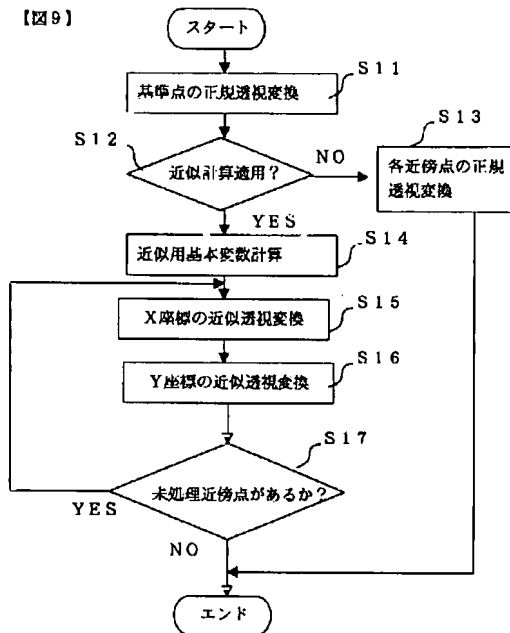 【図9】
スタート
S11
基準点の正規透視変換
S12
近似計算適用?
NO
S13
各近傍点の正規
透視変換
YES
近似用基本変数計算
S14
S15
X座標の近似透視変換
S16
Y座標の近似透視変換
S17
未処理近傍点があるか?
YES
NO
エンド